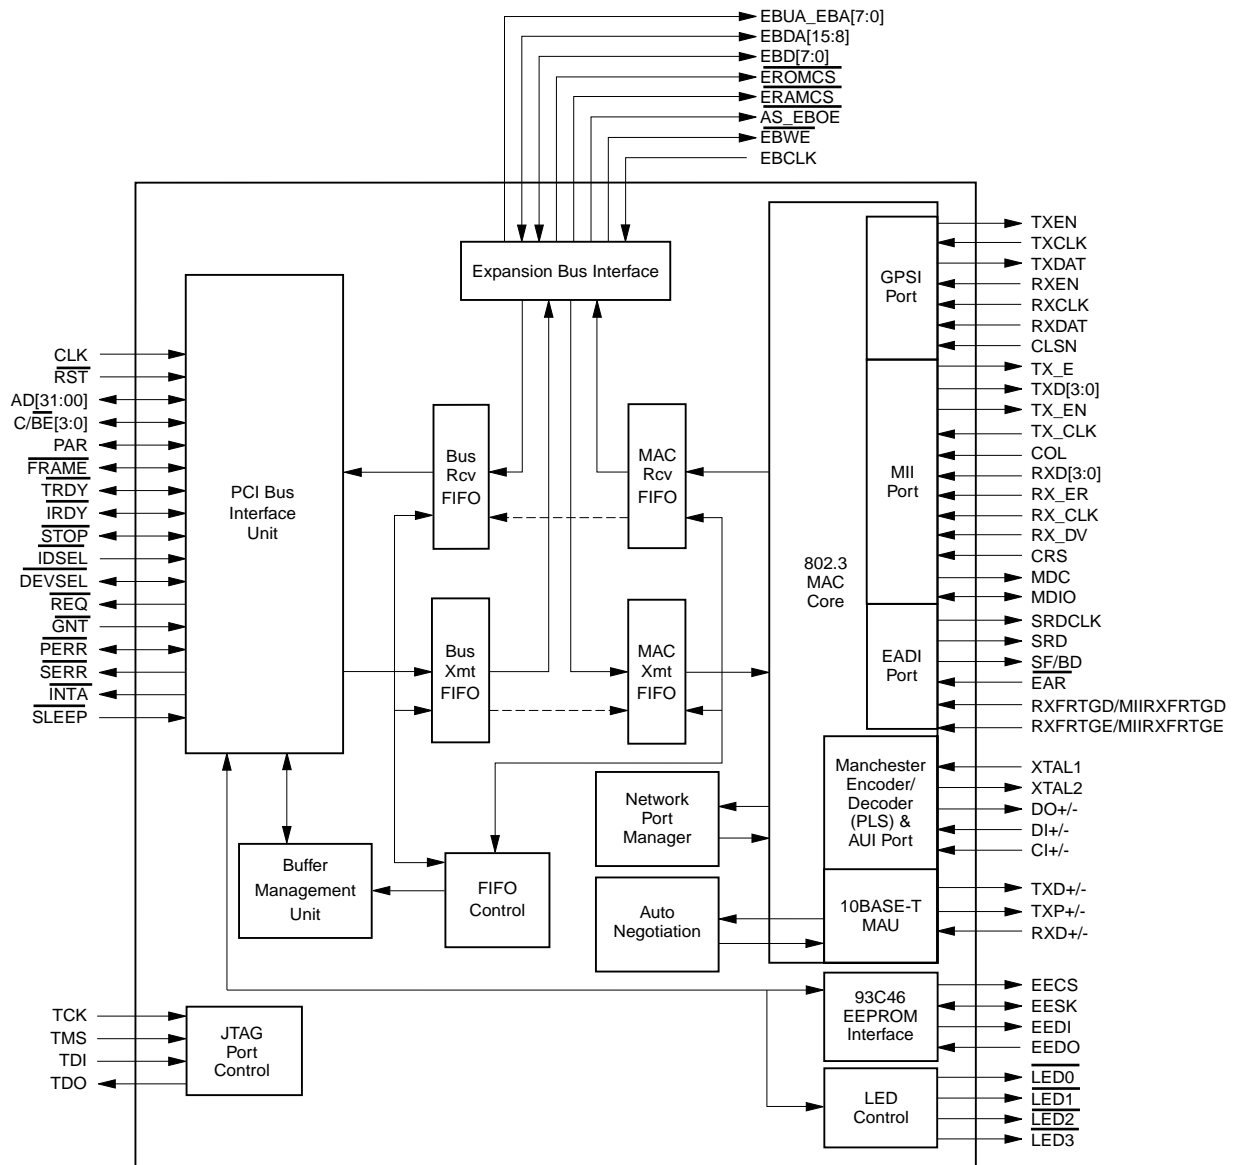 EBUA_EBA[7:0]
EBDA[15:8]
EBD[7:0]
EROMCS
ERAMCS
AS_EBOE
EBWE
EBCLK
Expansion Bus Interface
CLK
RST
AD[31:00]
C/BE[3:0]
PAR
FRAME
TRDY
IRDY
STOP
IDSEL
DEVSEL
REQ
GNT
PERR
SERR
INTA
SLEEP
PCI Bus
Interface
Unit
Bus
Rcv
FIFO
MAC
Rcv
FIFO
Bus
Xmt
FIFO
MAC
Xmt
FIFO
802.3
MAC
Core
GPSI
Port
MII
Port
EADI
Port
Manchester
Encoder/
Decoder
(PLS) &
AUI Port
10BASE-T
MAU
Network
Port
Manager
Auto
Negotiation
Buffer
Management
Unit
FIFO
Control
93C46
EEPROM
Interface
LED
Control
TCK
TMS
TDI
TDO
JTAG
Port
Control
TXEN
TXCLK
TXDAT
RXEN
RXCLK
RXDAT
CLSN
TX_E
TXD[3:0]
TX_EN
TX_CLK
COL
RXD[3:0]
RX_ER
RX_CLK
RX_DV
CRS
MDC
MDIO
SRDCLK
SRD
SF/BD
EAR
RXFRTGD/MIIRXFRTGD
RXFRTGE/MIIRXFRTGE
XTAL1
XTAL2
DO+/-
DI+/-
CI+/-
TXD+/-
TXP+/-
RXD+/-
EECS
EESK
EEDI
EEDO
LED0
LED1
LED2
LED3